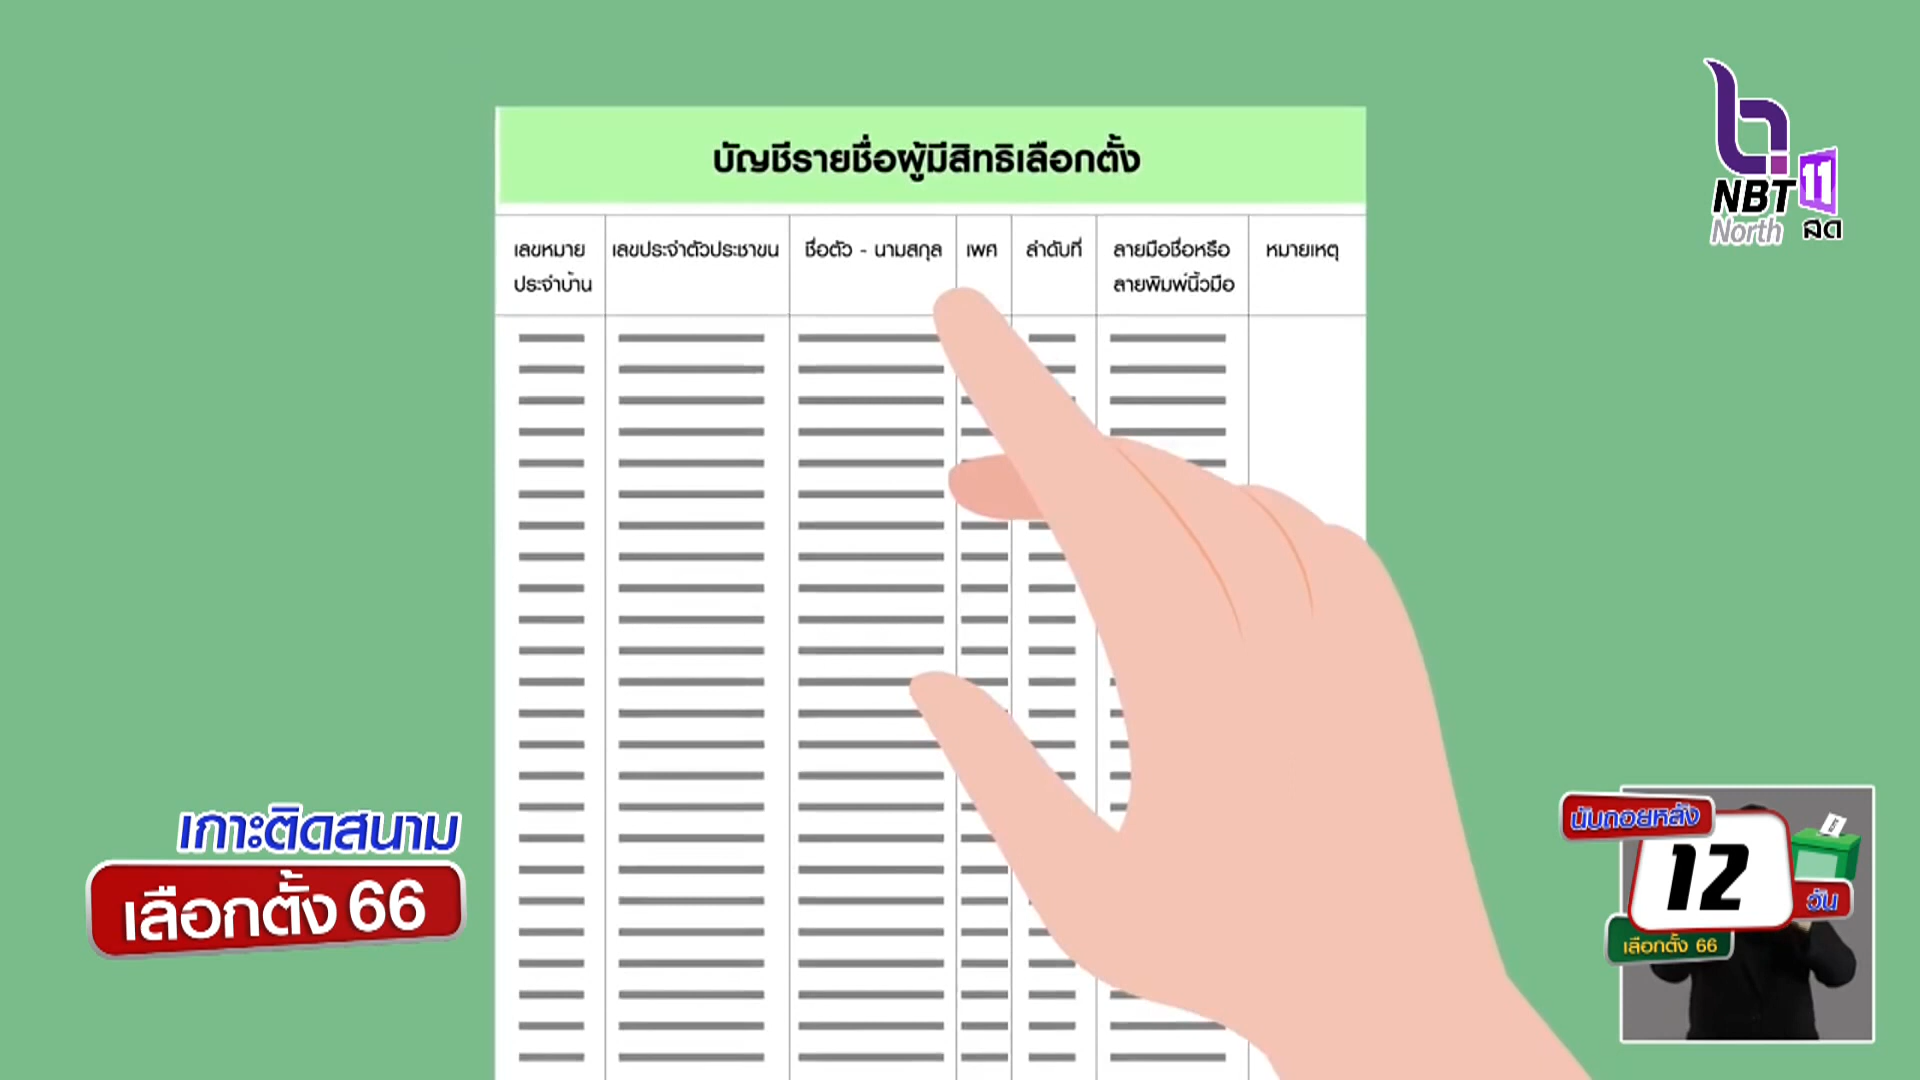 บัญชีรายชื่อผู้มีสิทธิเลือกตั้ง
เลขหมาย
ประจำบ้าน
เลขประจำตัวประชาชน
ชื่อตัว - นามสกุล
เพศ
ลำดับที่
ลายมือชื่อหรือ
ลายพิมพ์นิ้วมือ
หมายเหตุ
NBT 11
North สด
เกาะติดสนาม
เลือกตั้ง 66
นับถอยหลัง
12
วัน
เลือกตั้ง 66